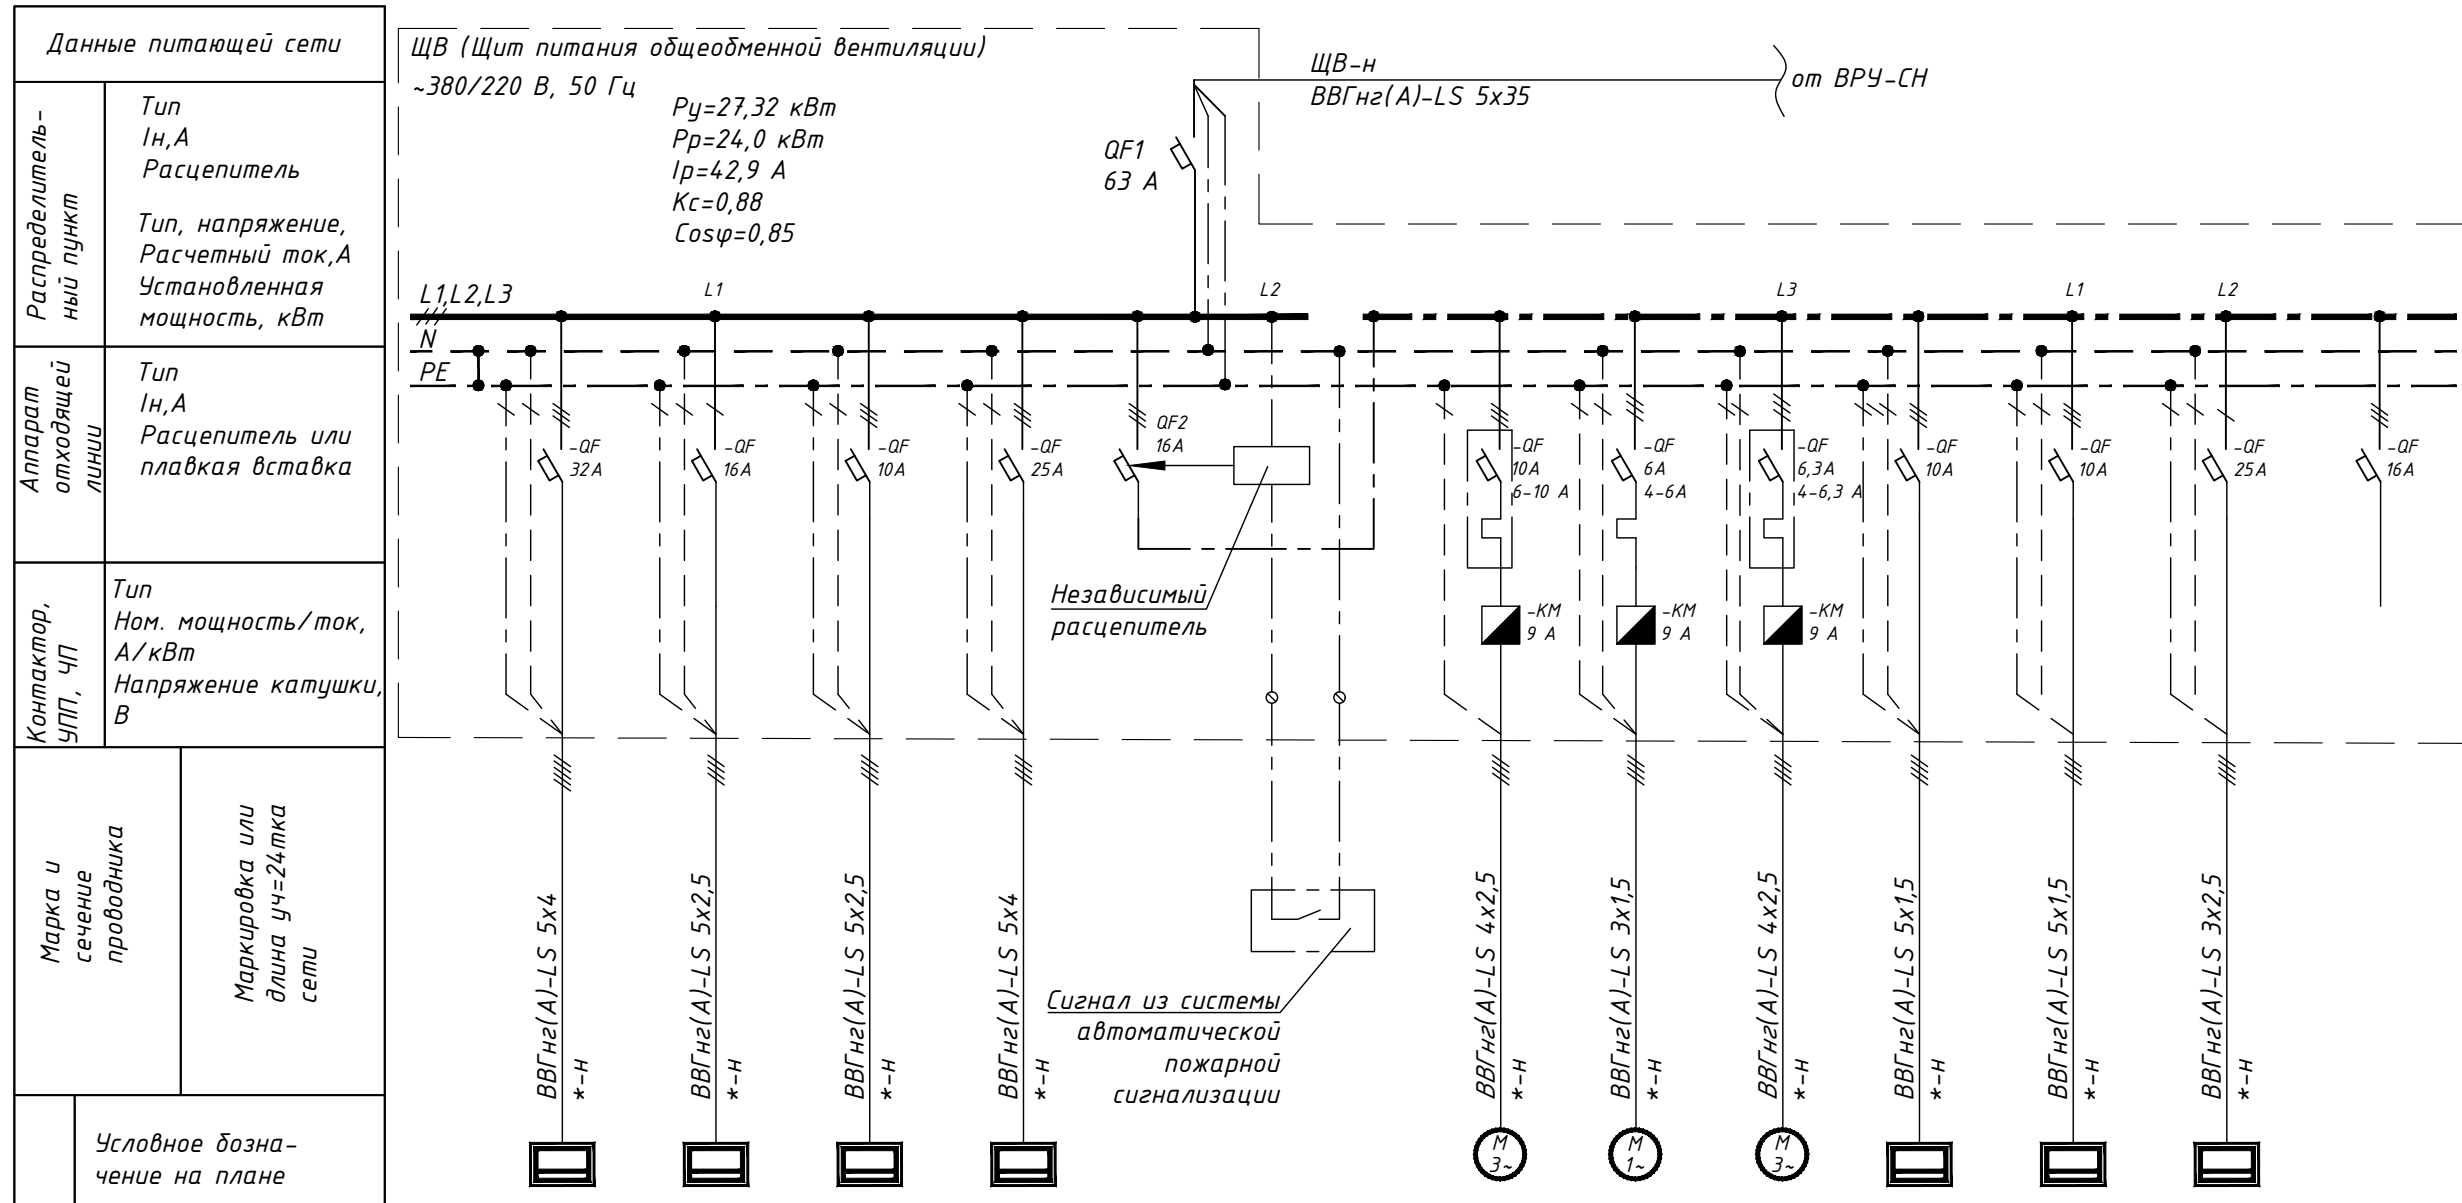 Данные питающей сети
Распределитель-
ный пункт
Тип
Iн,А
Расцепитель
Тип, напряжение,
Расчетный ток,А
Установленная
мощность, кВт
Аппарат
отходящей
линии
Тип
Iн,А
Расцепитель или
плавкая вставка
Контактор,
УПП, ЧП
Тип
Ном. мощность/ток,
А/кВт
Напряжение катушки,
В
Марка и
сечение
проводника
Маркировка или
длина уч=24тка
сети
Условное бозна-
чение на плане
ЩВ (Щит питания общеобменной вентиляции)
~380/220 В, 50 Гц
Ру=27,32 кВт
Рр=24,0 кВт
Iр=42,9 А
Кс=0,88
Cosφ=0,85
QF1
63 А
ЩВ-н
ВВГнг(А)-LS 5х35
от ВРУ-СН
L1,L2,L3
L1
L2
L3
L1
L2
N
PE
-QF
32А
-QF
16А
-QF
10А
-QF
25А
QF2
16А
-QF
10А
6-10 А
-QF
6А
4-6А
-QF
6,3А
4-6,3 А
-QF
10А
-QF
10А
-QF
25А
-QF
16А
Независимый
расцепитель
-КМ
9 А
-КМ
9 А
-КМ
9 А
Сигнал из системы
автоматической
пожарной
сигнализации
ВВГнг(А)-LS 5х4
*-н
ВВГнг(А)-LS 5х2,5
*-н
ВВГнг(А)-LS 5х2,5
*-н
ВВГнг(А)-LS 5х4
*-н
ВВГнг(А)-LS 4х2,5
*-н
ВВГнг(А)-LS 3х1,5
*-н
ВВГнг(А)-LS 4х2,5
*-н
ВВГнг(А)-LS 5х1,5
*-н
ВВГнг(А)-LS 5х1,5
*-н
ВВГнг(А)-LS 3х2,5
*-н
М
3~
М
1~
М
3~